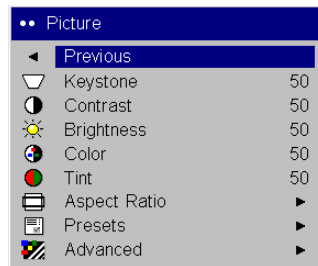 Picture
Previous
Keystone 50
Contrast 50
Brightness 50
Color 50
Tint 50
Aspect Ratio
Presets
Advanced